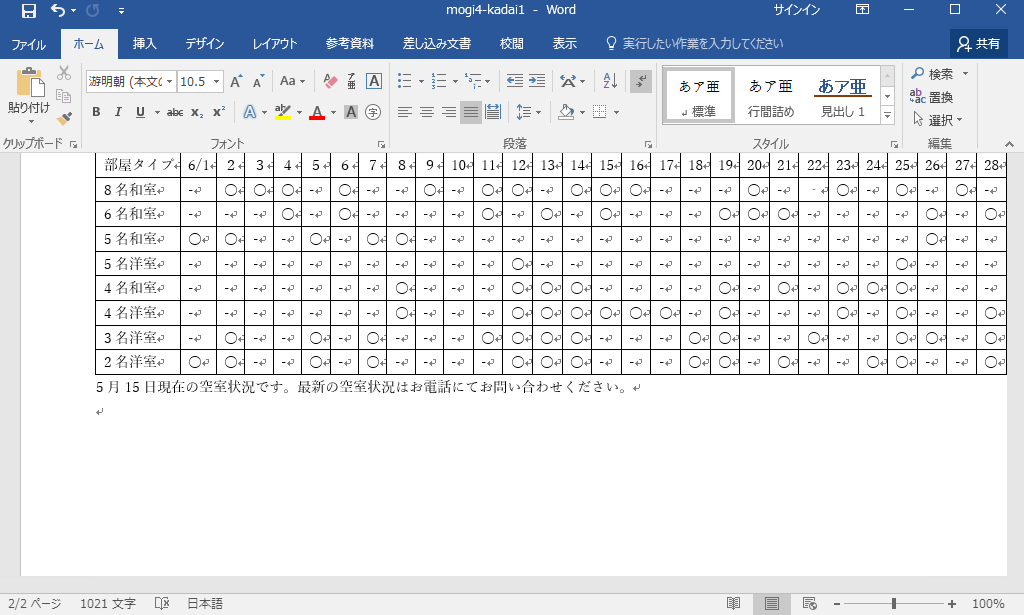 mogi4-kadai1 - Word サインイン
ファイル ホーム 挿入 デザイン レイアウト 参考資料 差し込み文書 校閲 表示 実行したい作業を入力してください 共有
游明朝 (本文の 10.5 A A Aa ア亜 A あア亜 あア亜 あア亜 検索
貼り付け B I U abc x₂ x² A ab A A 字 標準 行間詰め 見出し 1 置換
選択
クリップボード フォント 段落 スタイル 編集
部屋タイプ 6/1 2 3 4 5 6 7 8 9 10 11 12 13 14 15 16 17 18 19 20 21 22 23 24 25 26 27 28
8 名和室 - ○ ○ ○ - ○ - - ○ - ○ ○ - ○ ○ ○ - - - ○ - - ○ - ○ - ○ -
6 名和室 - - - ○ - ○ - - - - ○ - ○ - ○ - - - ○ ○ ○ - - - - ○ - ○
5 名和室 ○ ○ - - ○ - ○ ○ - - - - - - - - - - - - - - - - - ○ - -
5 名洋室 - - - - - - - - - - - ○ - - - - - - - - - - - - ○ - - -
4 名和室 - - - - - - - ○ - - - ○ ○ ○ - - - - ○ - ○ - ○ ○ ○ - - -
4 名洋室 - - - - - - - ○ - - - ○ ○ ○ ○ ○ ○ - ○ - - - ○ - ○ - - ○
3 名洋室 - ○ - - ○ - ○ - - - ○ ○ ○ ○ - - - ○ ○ - - ○ - - ○ ○ - ○
2 名洋室 ○ ○ - - ○ - ○ - - - - ○ ○ ○ - - - ○ ○ - ○ - - ○ ○ - - ○
5 月 15 日現在の空室状況です。最新の空室状況はお電話にてお問い合わせください。
2/2 ページ 1021 文字 日本語 100%